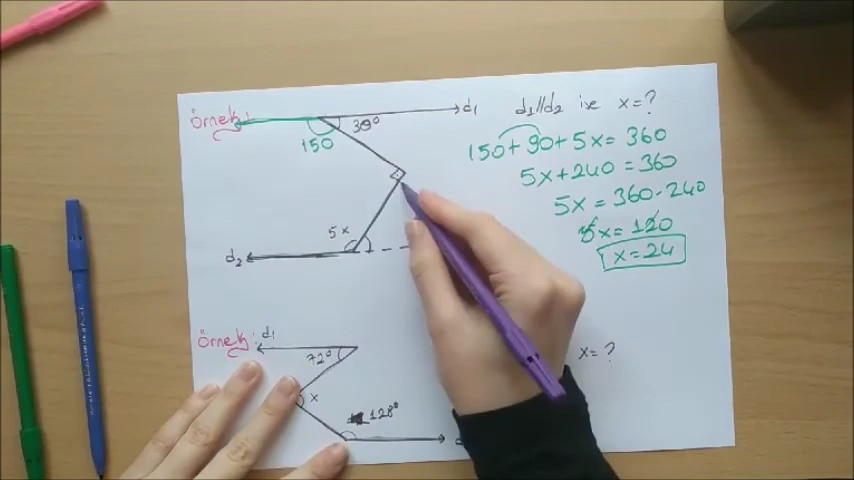 Örnek: d₁ d₁//d₂ ise x=?
30°
150
150+90+5x=360
5x+240=360
5x=360-240
5x=120
x=24
5x
d₂
Örnek: d₁
72°
x
128°
x=?